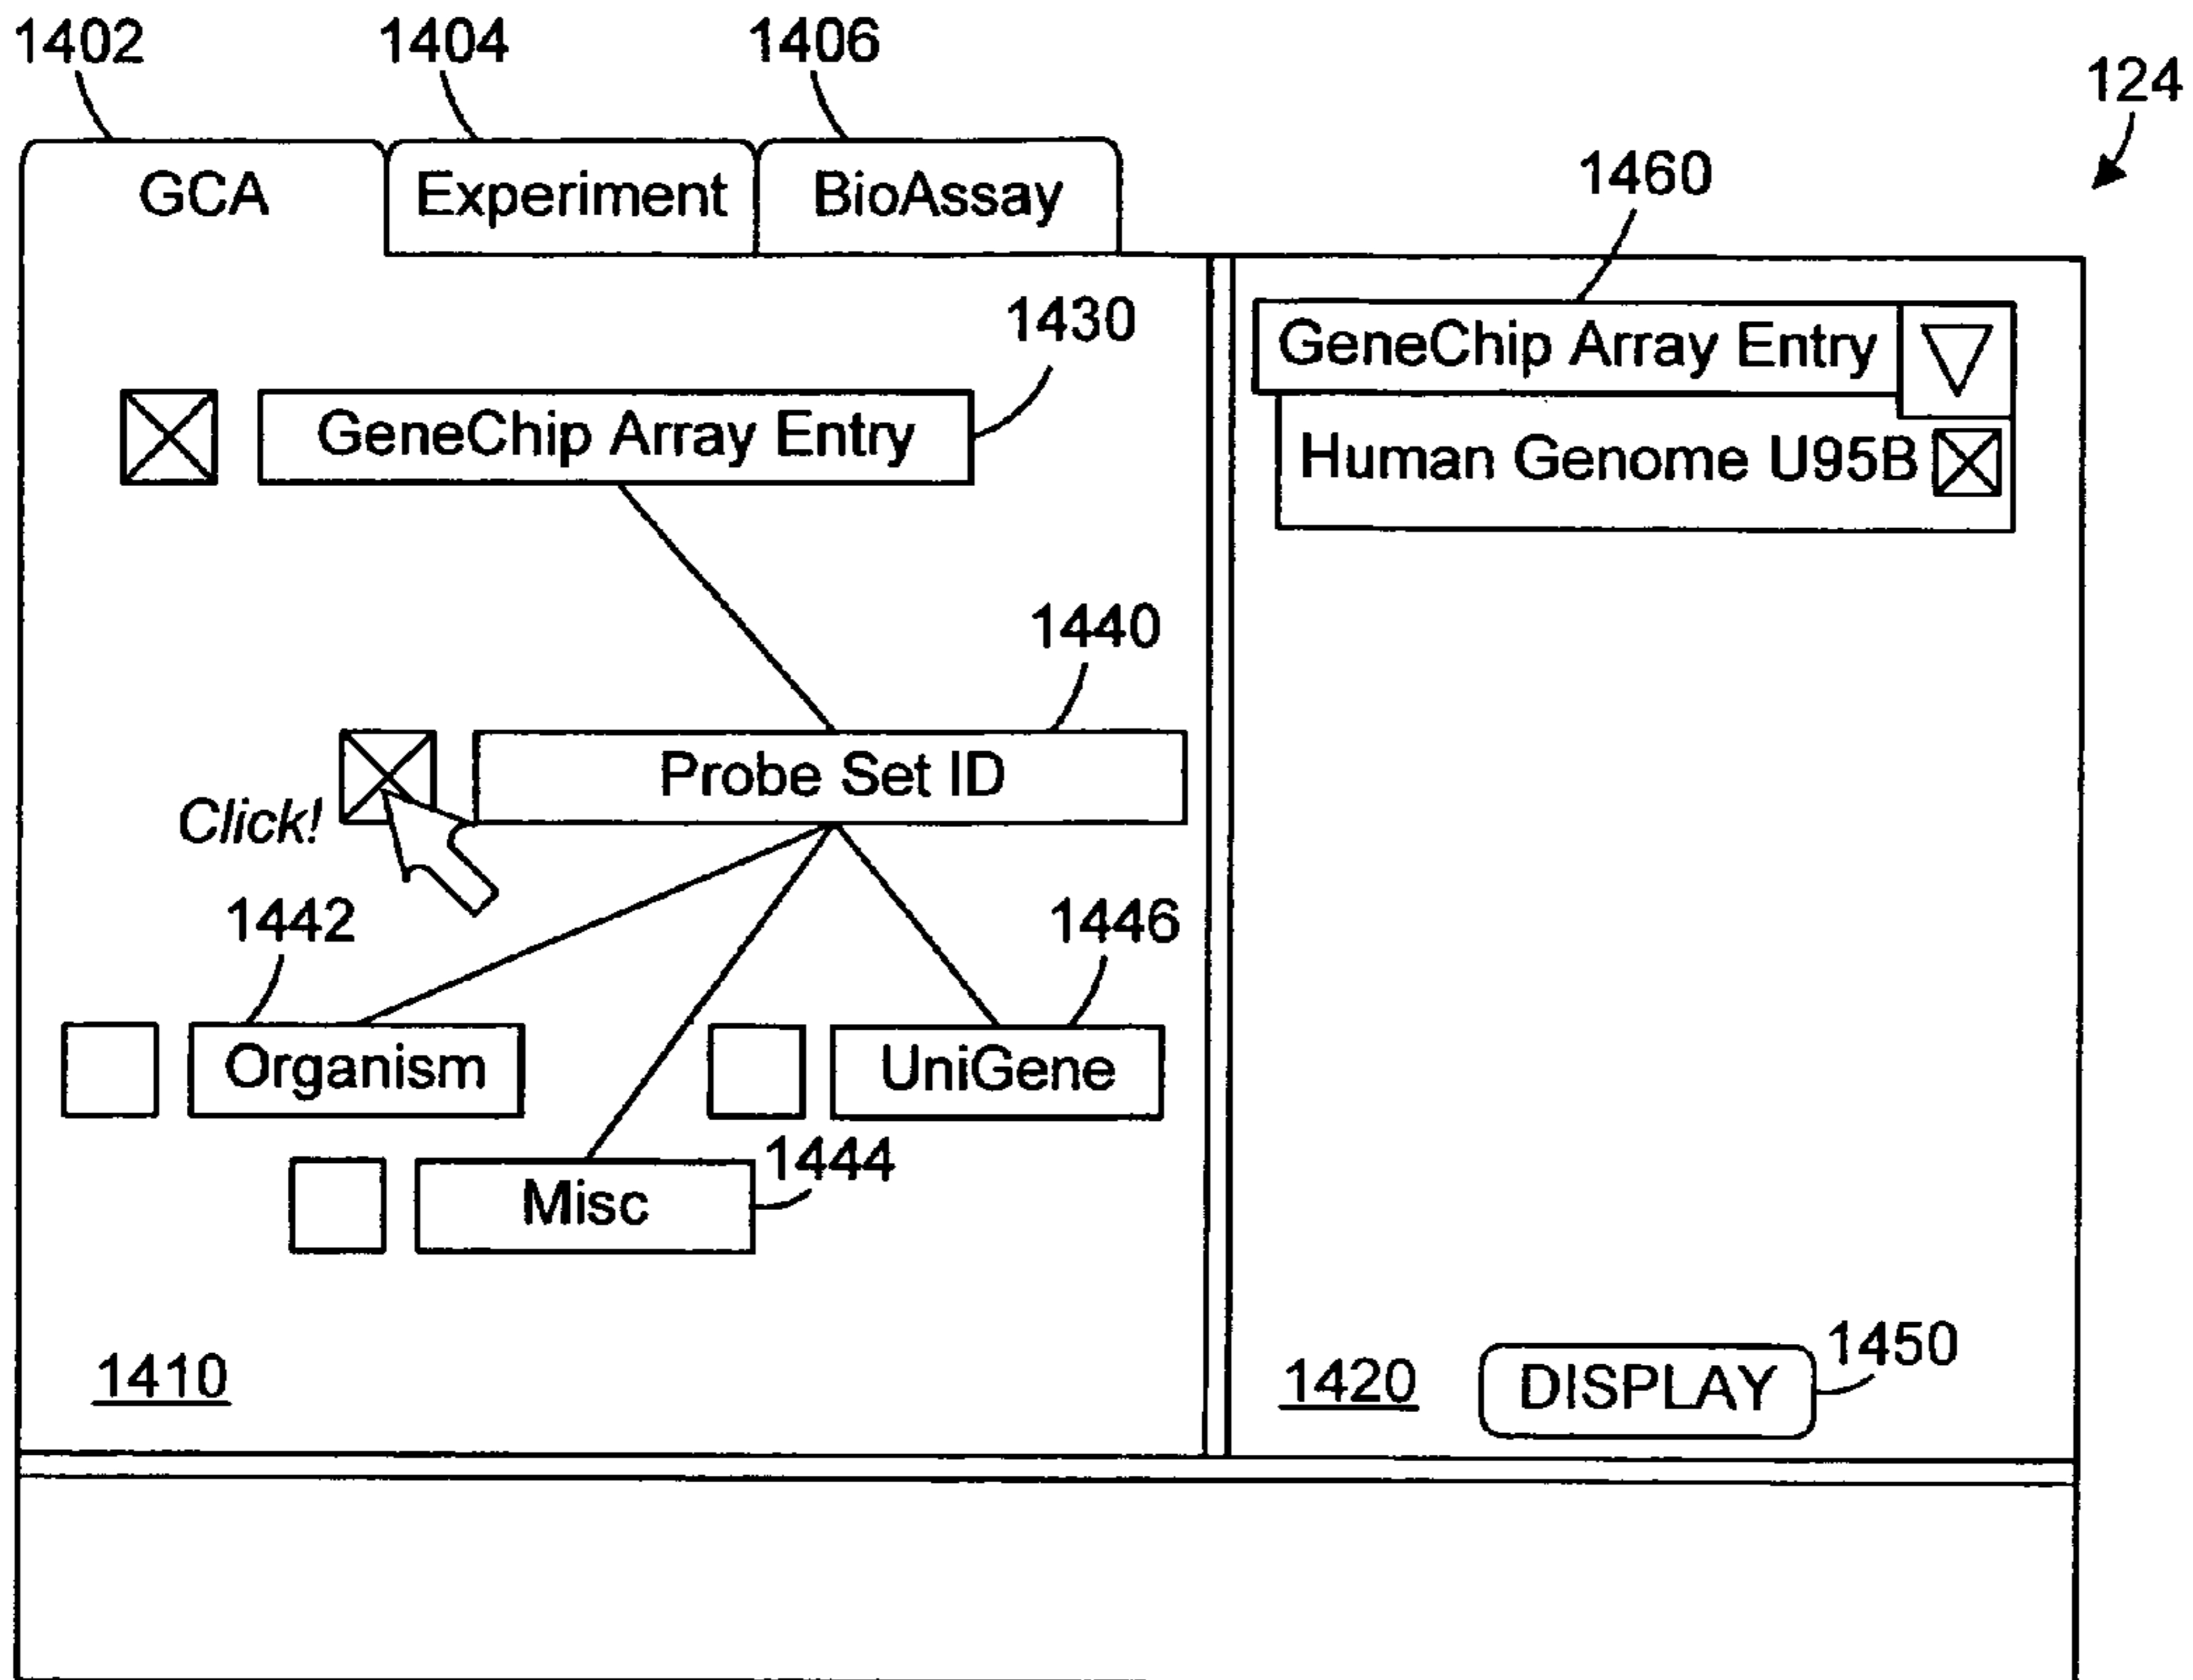 1402 1404 1406
124
GCA Experiment BioAssay
1460
1430
GeneChip Array Entry
GeneChip Array Entry
Human Genome U95B
1440
Probe Set ID
Click!
1442 1446
Organism UniGene
1444
Misc
1410
1420 DISPLAY 1450